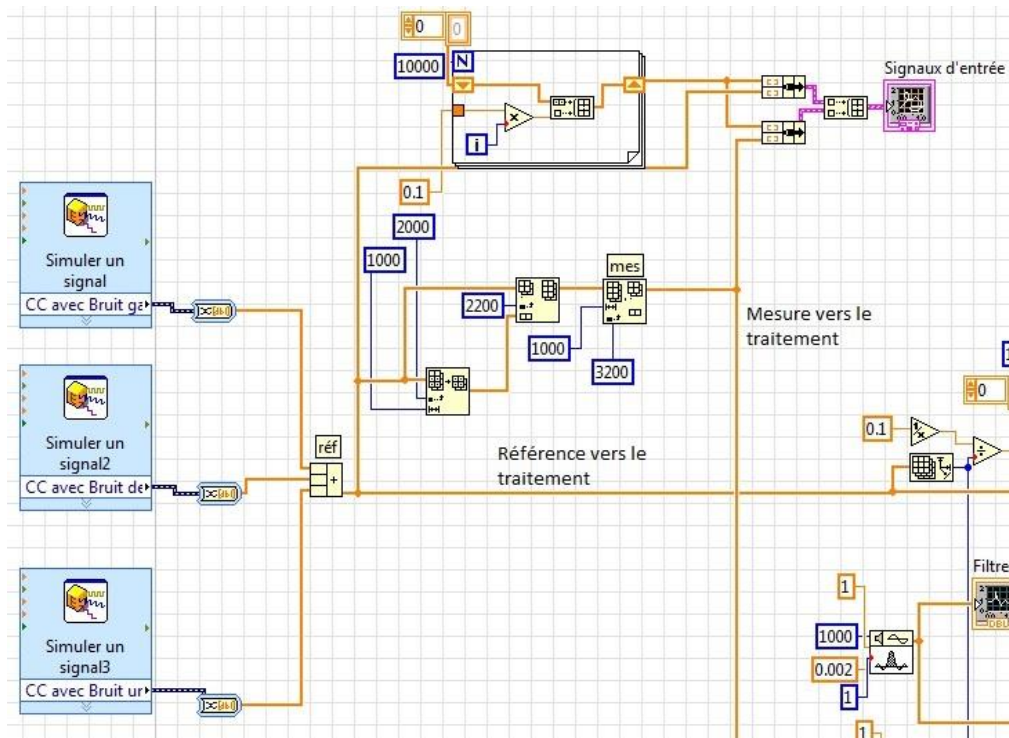 0
0
10000
N
Signaux d'entrée
i
0.1
2000
1000
Simuler un
signal
CC avec Bruit ga
mes
2200
1000
3200
Mesure vers le
traitement
0
Simuler un
signal2
CC avec Bruit de
réf
+
Référence vers le
traitement
0.1
Simuler un
signal3
CC avec Bruit ur
Filtre
1
1000
0.002
1
1